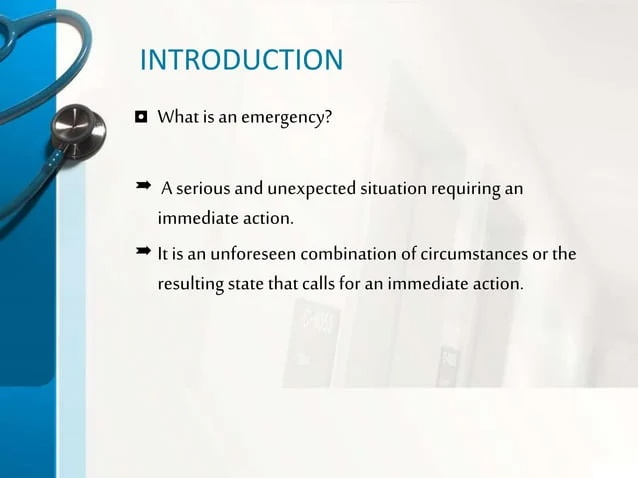 INTRODUCTION
What is an emergency?
A serious and unexpected situation requiring an
immediate action.
It is an unforeseen combination of circumstances or the
resulting state that calls for an immediate action.